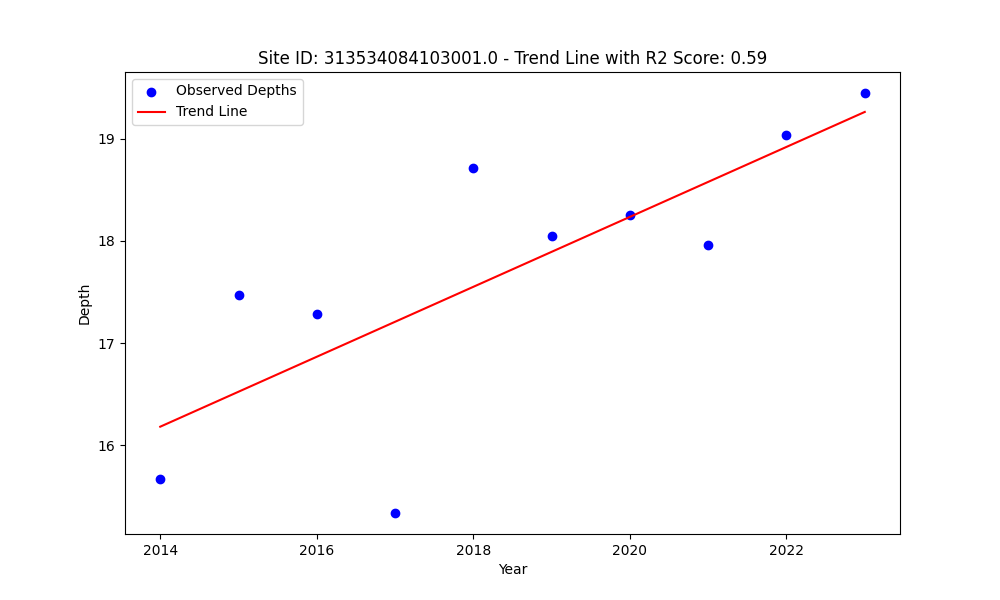 Site ID: 313534084103001.0 - Trend Line with R2 Score: 0.59
Observed Depths
Trend Line
19
18
17
16
Depth
2014
2016
2018
2020
2022
Year